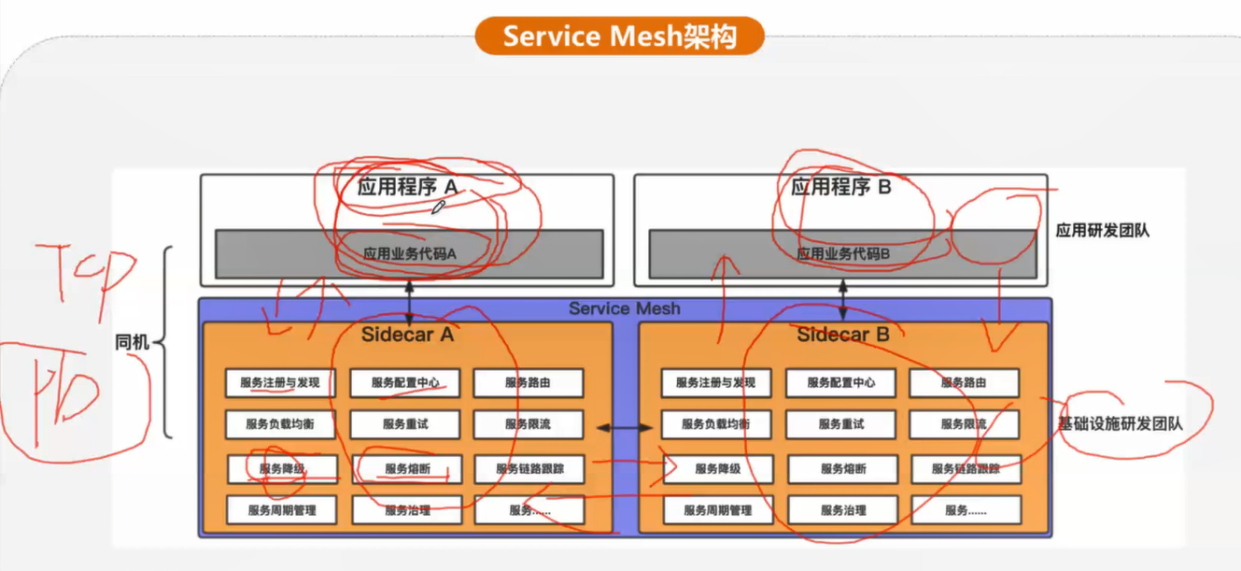 Service Mesh架构
应用程序 A
应用程序 B
应用业务代码A
应用业务代码B
应用研发团队
Tcp
同机
PD
Service Mesh
Sidecar A
Sidecar B
服务注册与发现 服务配置中心 服务路由
服务注册与发现 服务配置中心 服务路由
服务负载均衡 服务重试 服务限流
服务负载均衡 服务重试 服务限流
基础设施研发团队
服务降级 服务熔断 服务链路跟踪
服务降级 服务熔断 服务链路跟踪
服务周期管理 服务治理 服务......
服务周期管理 服务治理 服务......